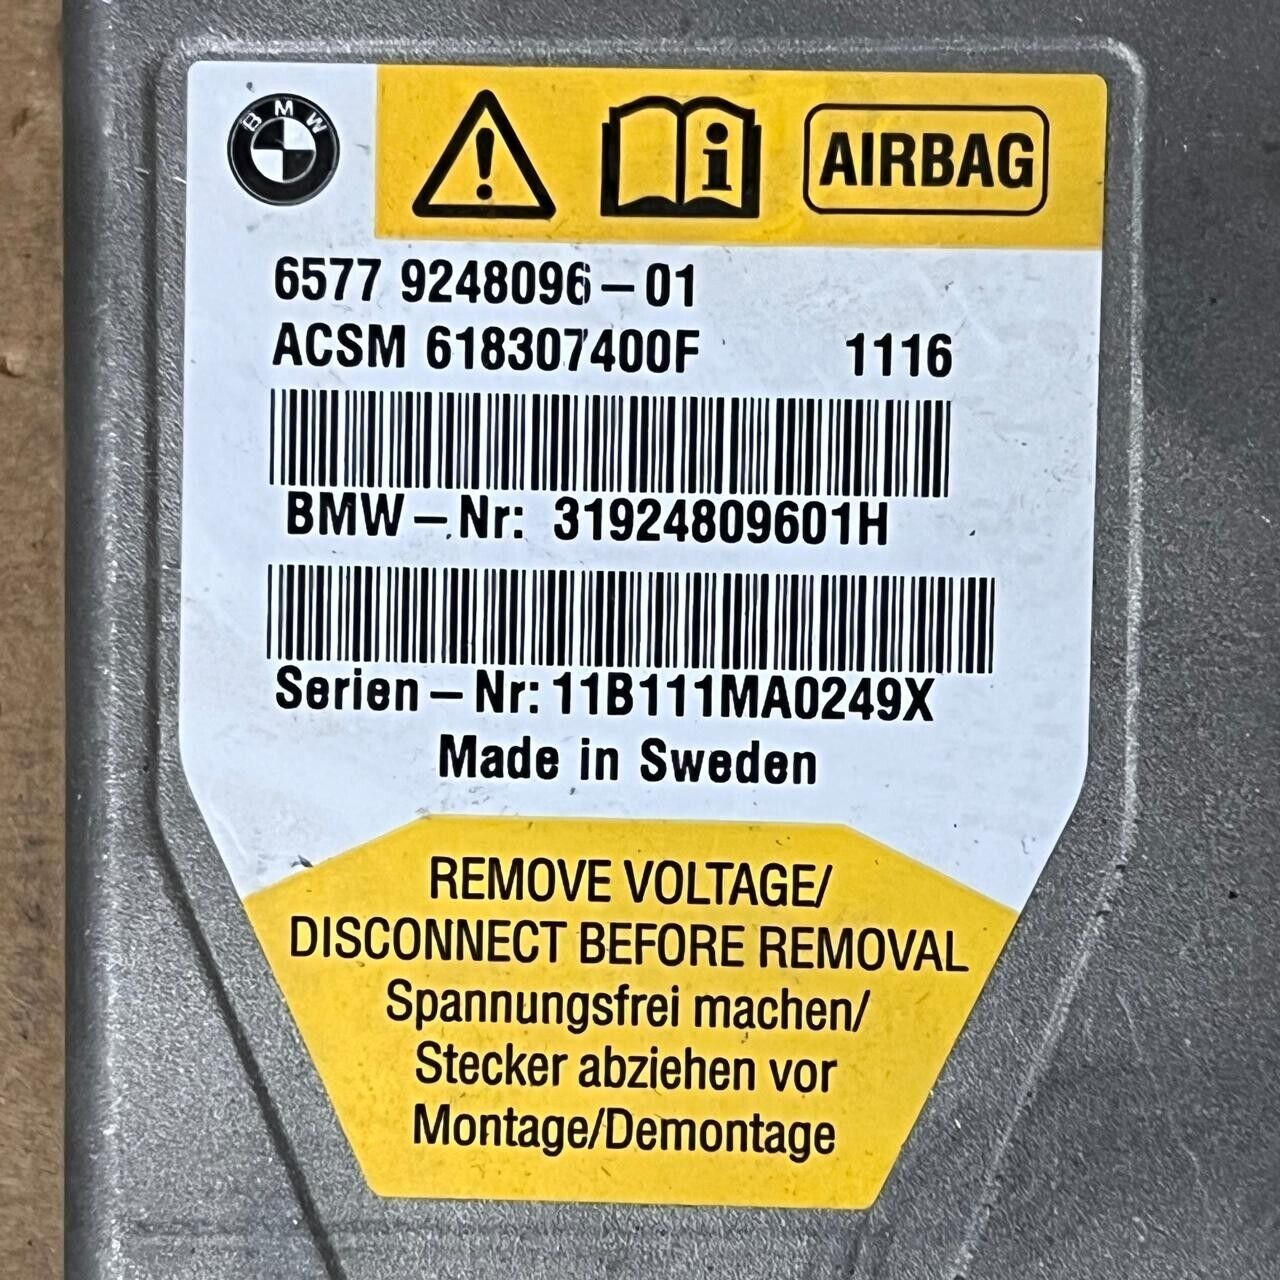 BMW
AIRBAG
6577 9248096-01
ACSM 618307400F 1116
BMW-Nr: 31924809601H
Serien-Nr: 11B111MA0249X
Made in Sweden
REMOVE VOLTAGE/
DISCONNECT BEFORE REMOVAL
Spannungsfrei machen/
Stecker abziehen vor
Montage/Demontage